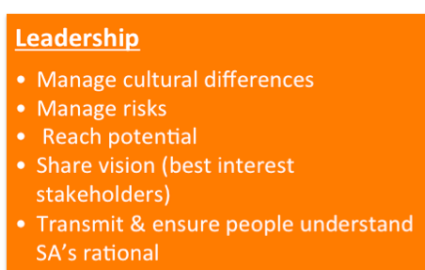 Leadership
• Manage cultural differences
• Manage risks
• Reach potential
• Share vision (best interest
stakeholders)
• Transmit & ensure people understand
SA's rational